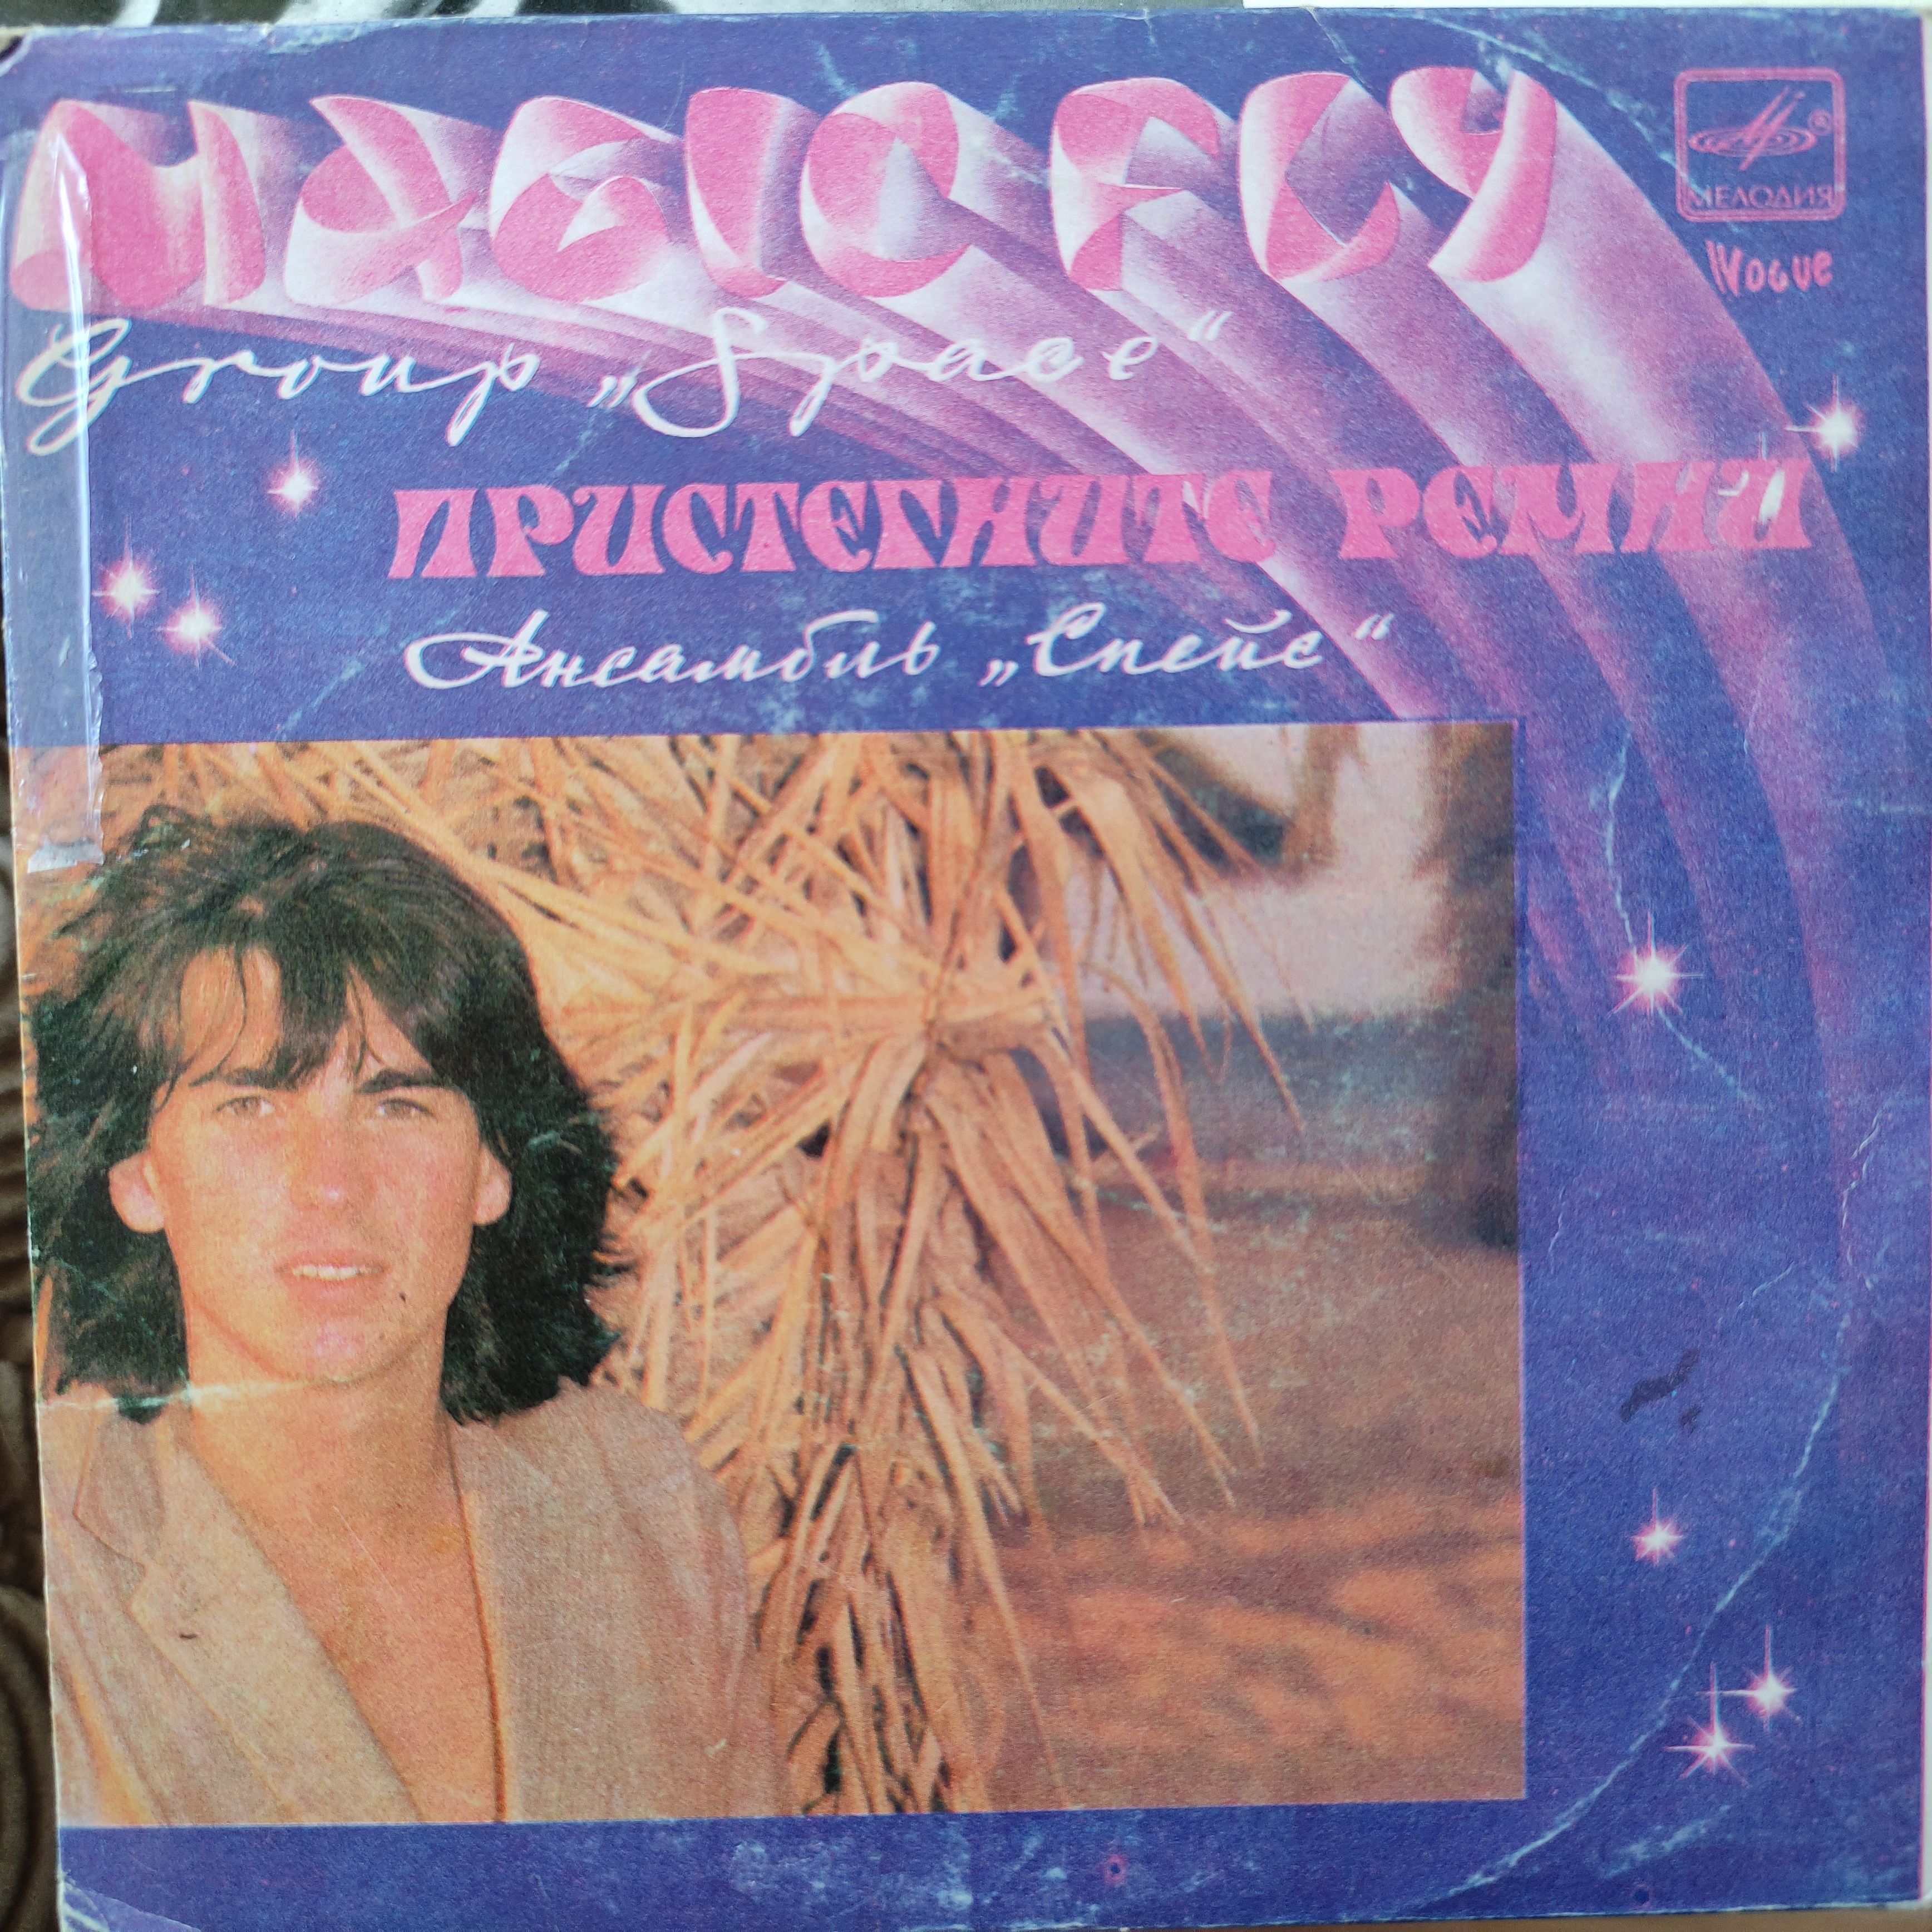 MAGIC FLY
МЕЛОДИЯ
Vogue
Group „Space“
ПРИСТЕГНИТЕ РЕМНИ
Ансамбль „Спейс“